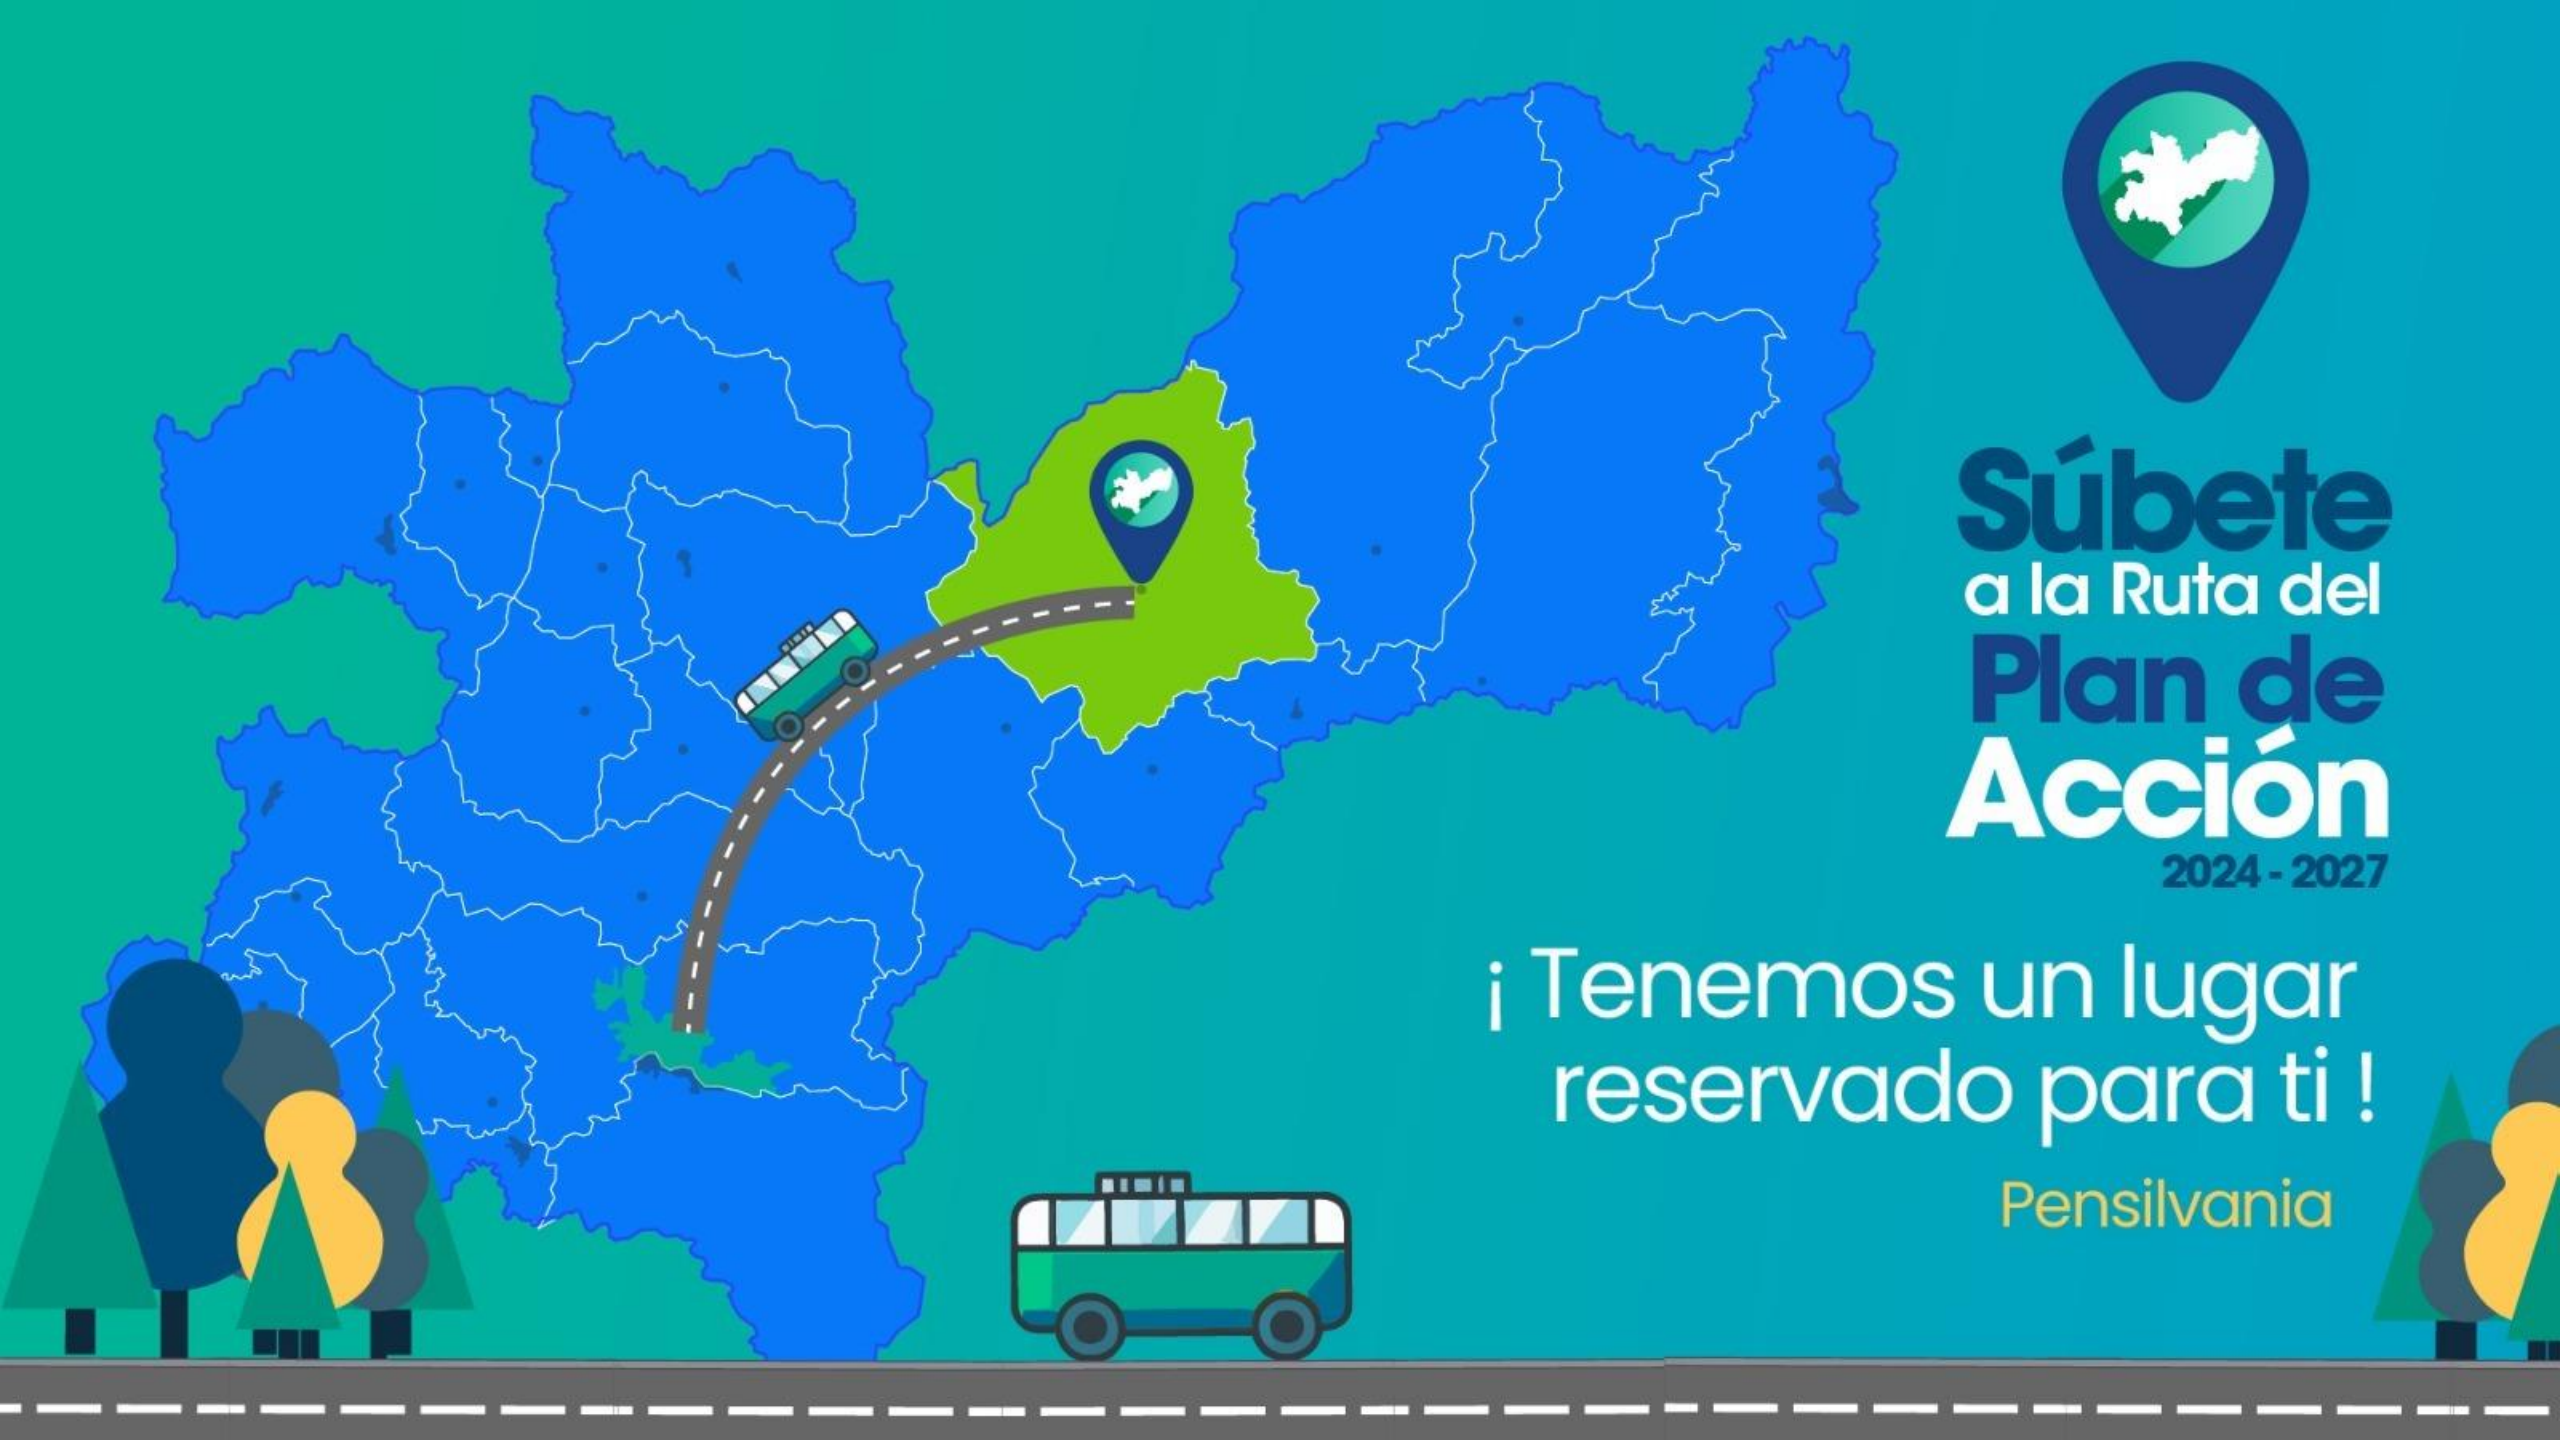 Súbete
a la Ruta del
Plan de
Acción
2024 - 2027
¡ Tenemos un lugar
reservado para ti !
Pensilvania